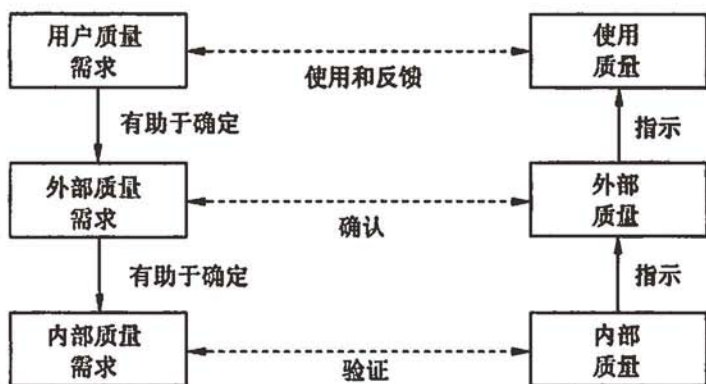 用户质量
需求
使用
质量
使用和反馈
有助于确定
指示
外部质量
需求
外部
质量
确认
有助于确定
指示
内部质量
需求
内部
质量
验证